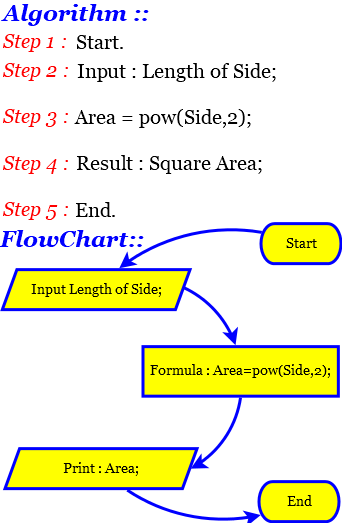 Algorithm ::
Step 1 : Start.
Step 2 : Input : Length of Side;
Step 3 : Area = pow(Side,2);
Step 4 : Result : Square Area;
Step 5 : End.
FlowChart::
Start
Input Length of Side;
Formula : Area=pow(Side,2);
Print : Area;
End